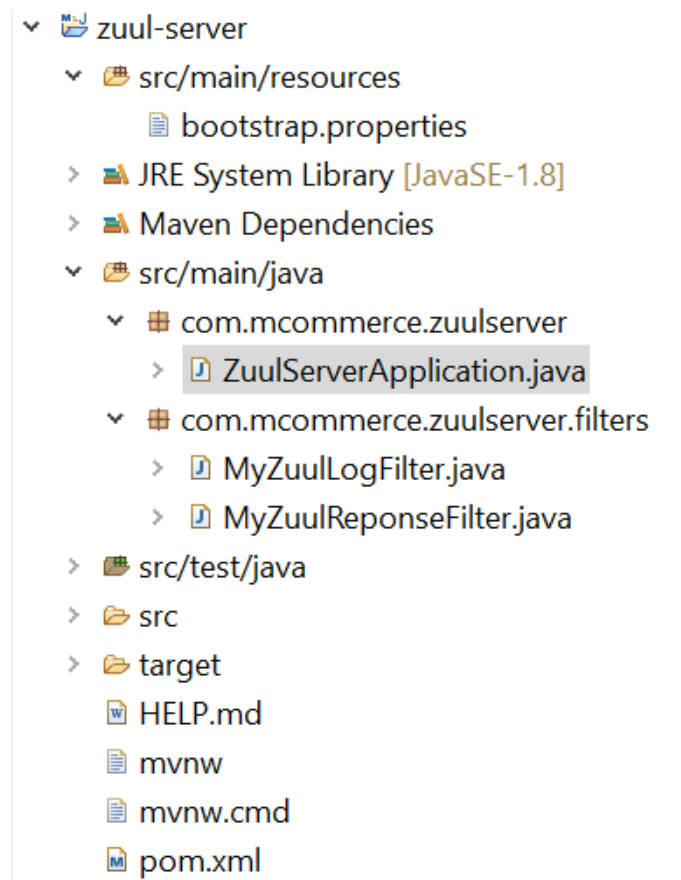 zuul-server
src/main/resources
bootstrap.properties
JRE System Library [JavaSE-1.8]
Maven Dependencies
src/main/java
com.mcommerce.zuulserver
ZuulServerApplication.java
com.mcommerce.zuulserver.filters
MyZuulLogFilter.java
MyZuulReponseFilter.java
src/test/java
src
target
HELP.md
mvnw
mvnw.cmd
pom.xml